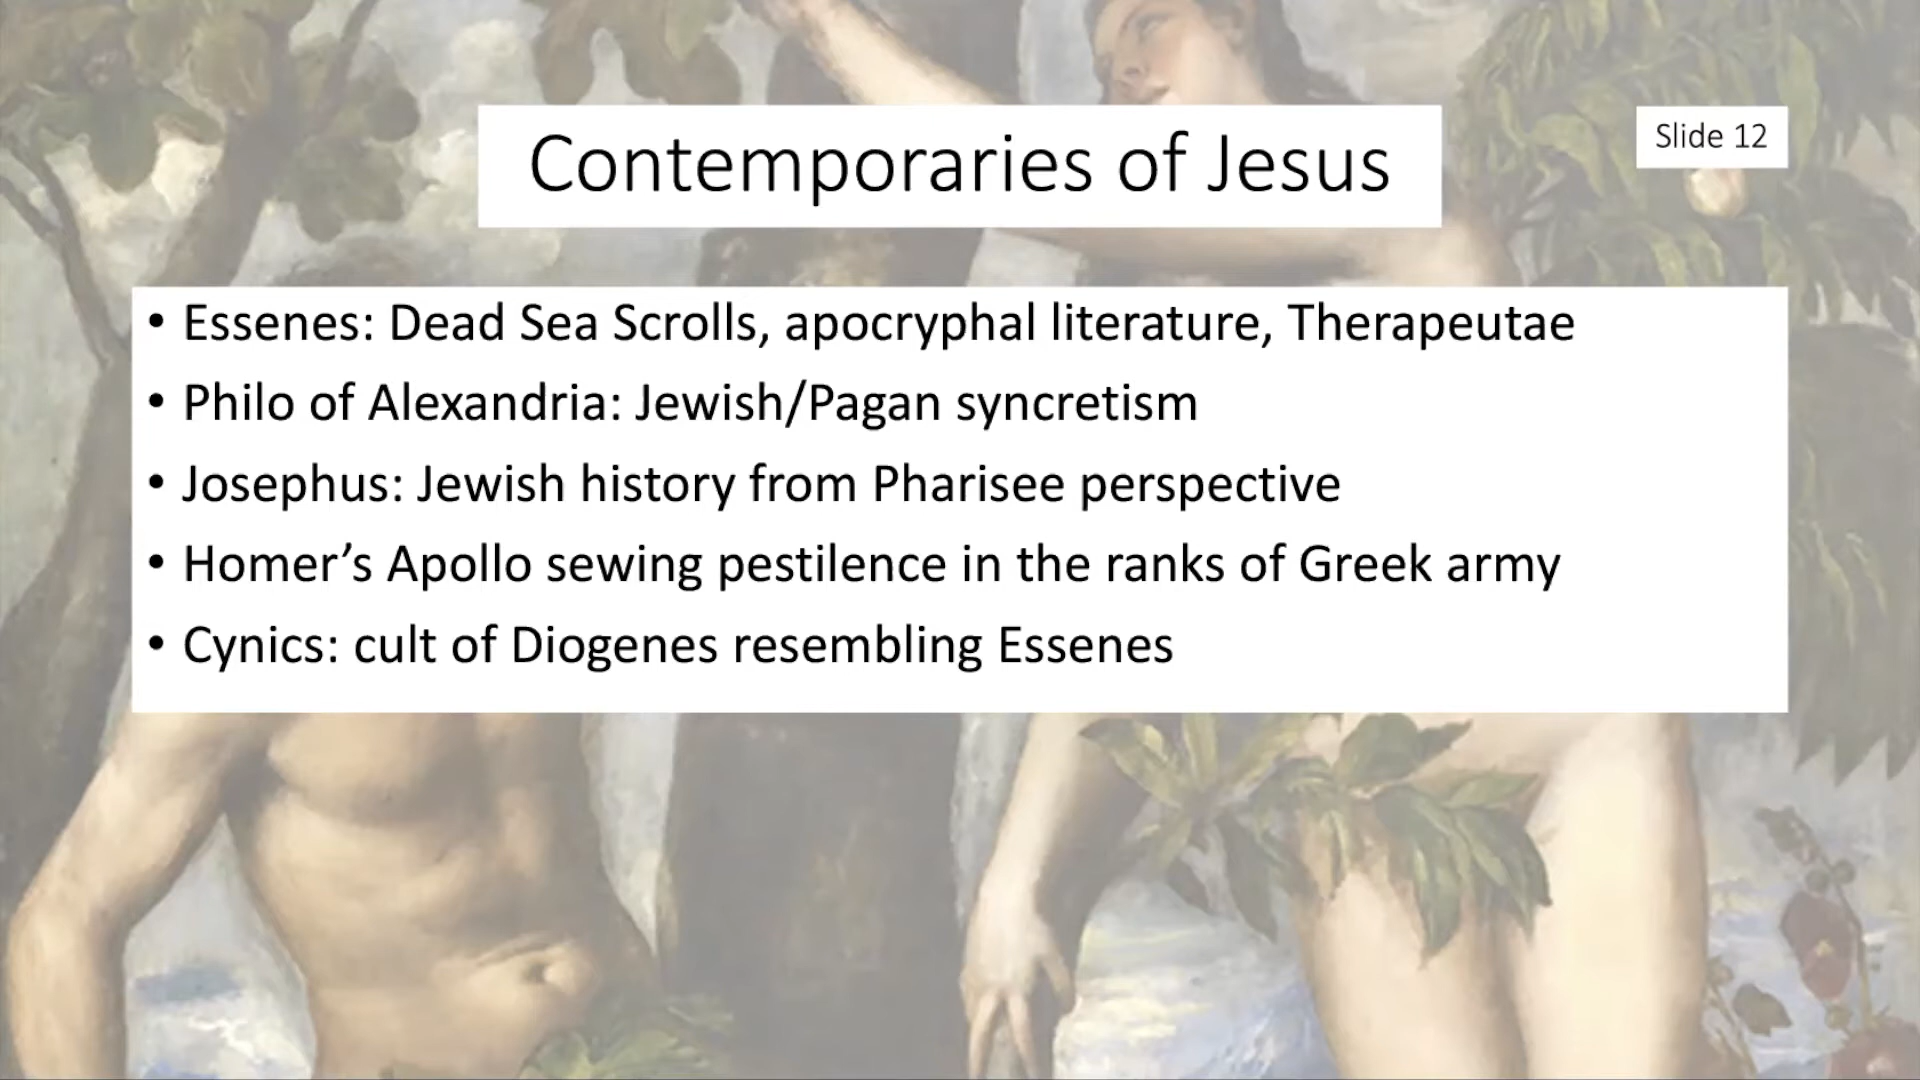 Contemporaries of Jesus
Slide 12
• Essenes: Dead Sea Scrolls, apocryphal literature, Therapeutae
• Philo of Alexandria: Jewish/Pagan syncretism
• Josephus: Jewish history from Pharisee perspective
• Homer’s Apollo sewing pestilence in the ranks of Greek army
• Cynics: cult of Diogenes resembling Essenes